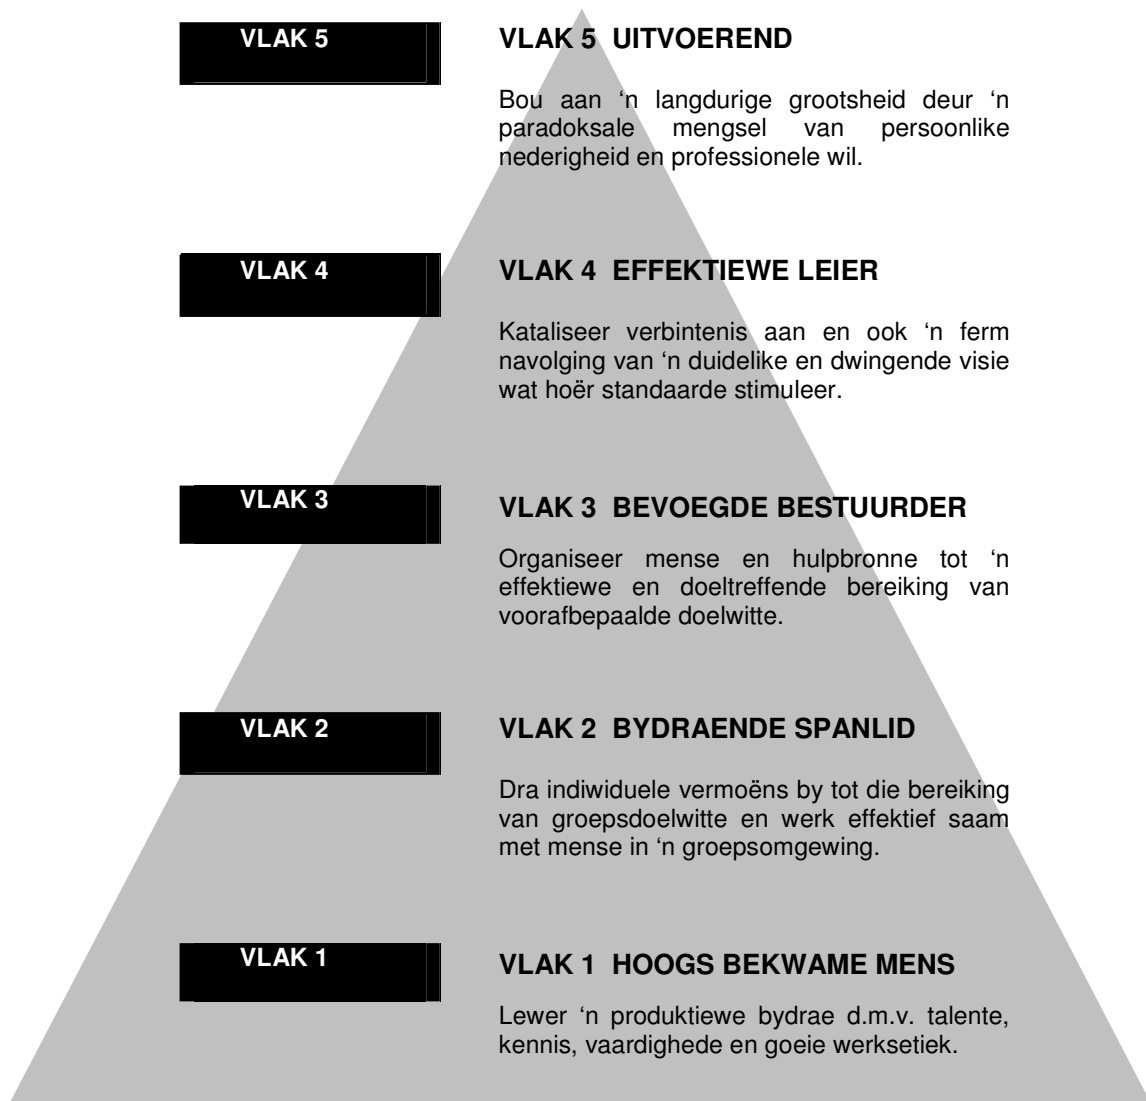 VLAK 5
VLAK 5 UITVOEREND
Bou aan ‘n langdurige grootsheid deur ‘n
paradoksale mengsel van persoonlike
nederigheid en professionele wil.
VLAK 4
VLAK 4 EFFEKTIEWE LEIER
Kataliseer verbintenis aan en ook ‘n ferm
navolging van ‘n duidelike en dwingende visie
wat hoër standaarde stimuleer.
VLAK 3
VLAK 3 BEVOEGDE BESTUURDER
Organiseer mense en hulpbronne tot ‘n
effektiewe en doeltreffende bereiking van
voorafbepaalde doelwitte.
VLAK 2
VLAK 2 BYDRAENDE SPANLID
Dra indiwiduele vermoëns by tot die bereiking
van groepsdoelwitte en werk effektief saam
met mense in ‘n groepsomgewing.
VLAK 1
VLAK 1 HOOGS BEKWAME MENS
Lewer ‘n produktiewe bydrae d.m.v. talente,
kennis, vaardighede en goeie werksetiek.